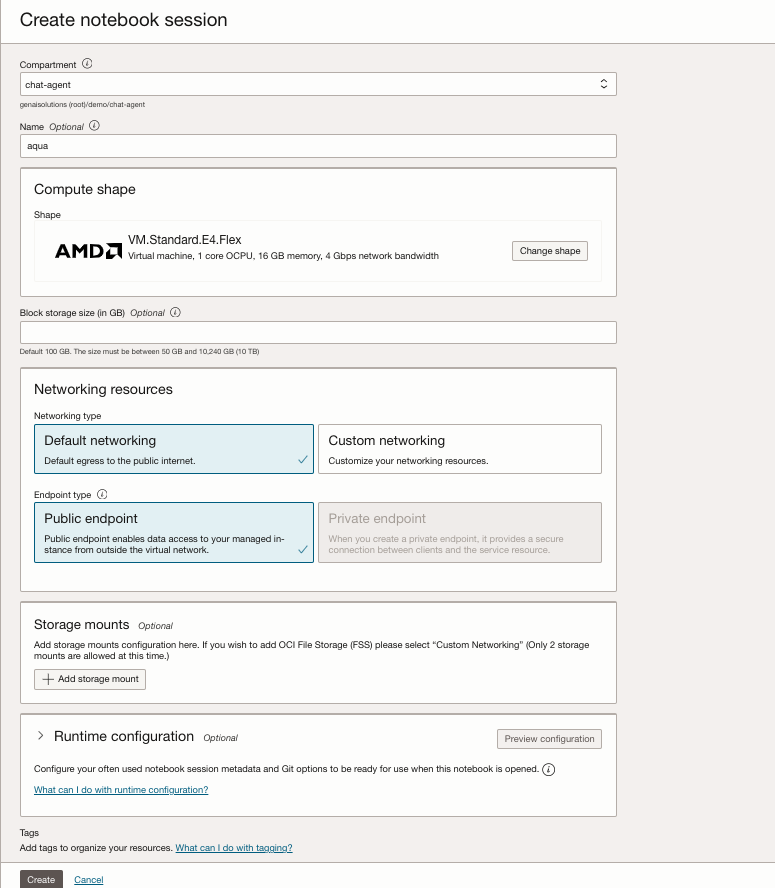 Create notebook session
Compartment
chat-agent
genaisolutions (root)/demo/chat-agent
Name Optional
aqua
Compute shape
Shape
AMD
VM.Standard.E4.Flex
Virtual machine, 1 core OCPU, 16 GB memory, 4 Gbps network bandwidth
Change shape
Block storage size (in GB) Optional
Default 100 GB. The size must be between 50 GB and 10,240 GB (10 TB)
Networking resources
Networking type
Default networking
Default egress to the public internet.
Custom networking
Customize your networking resources.
Endpoint type
Public endpoint
Public endpoint enables data access to your managed in-
stance from outside the virtual network.
Private endpoint
When you create a private endpoint, it provides a secure
connection between clients and the service resource.
Storage mounts Optional
Add storage mounts configuration here. If you wish to add OCI File Storage (FSS) please select “Custom Networking” (Only 2 storage
mounts are allowed at this time.)
Add storage mount
Runtime configuration Optional
Preview configuration
Configure your often used notebook session metadata and Git options to be ready for use when this notebook is opened.
What can I do with runtime configuration?
Tags
Add tags to organize your resources. What can I do with tagging?
Create
Cancel